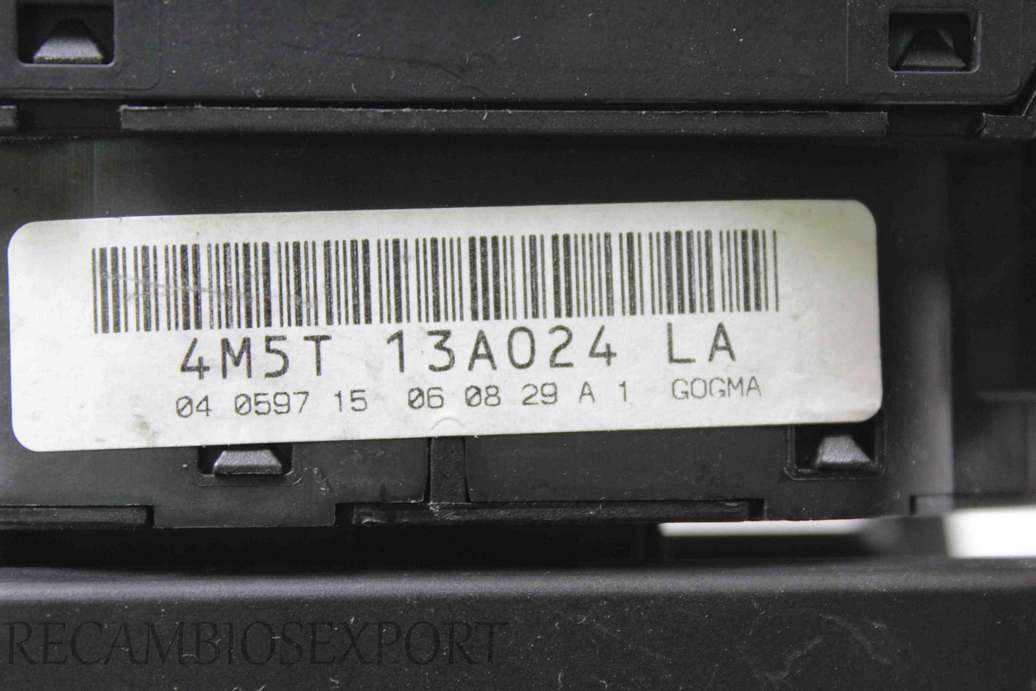 4M5T 13A024 LA
04 0597 15 06 08 29 A 1 GOGMA
RECAMBIOSEXPORT